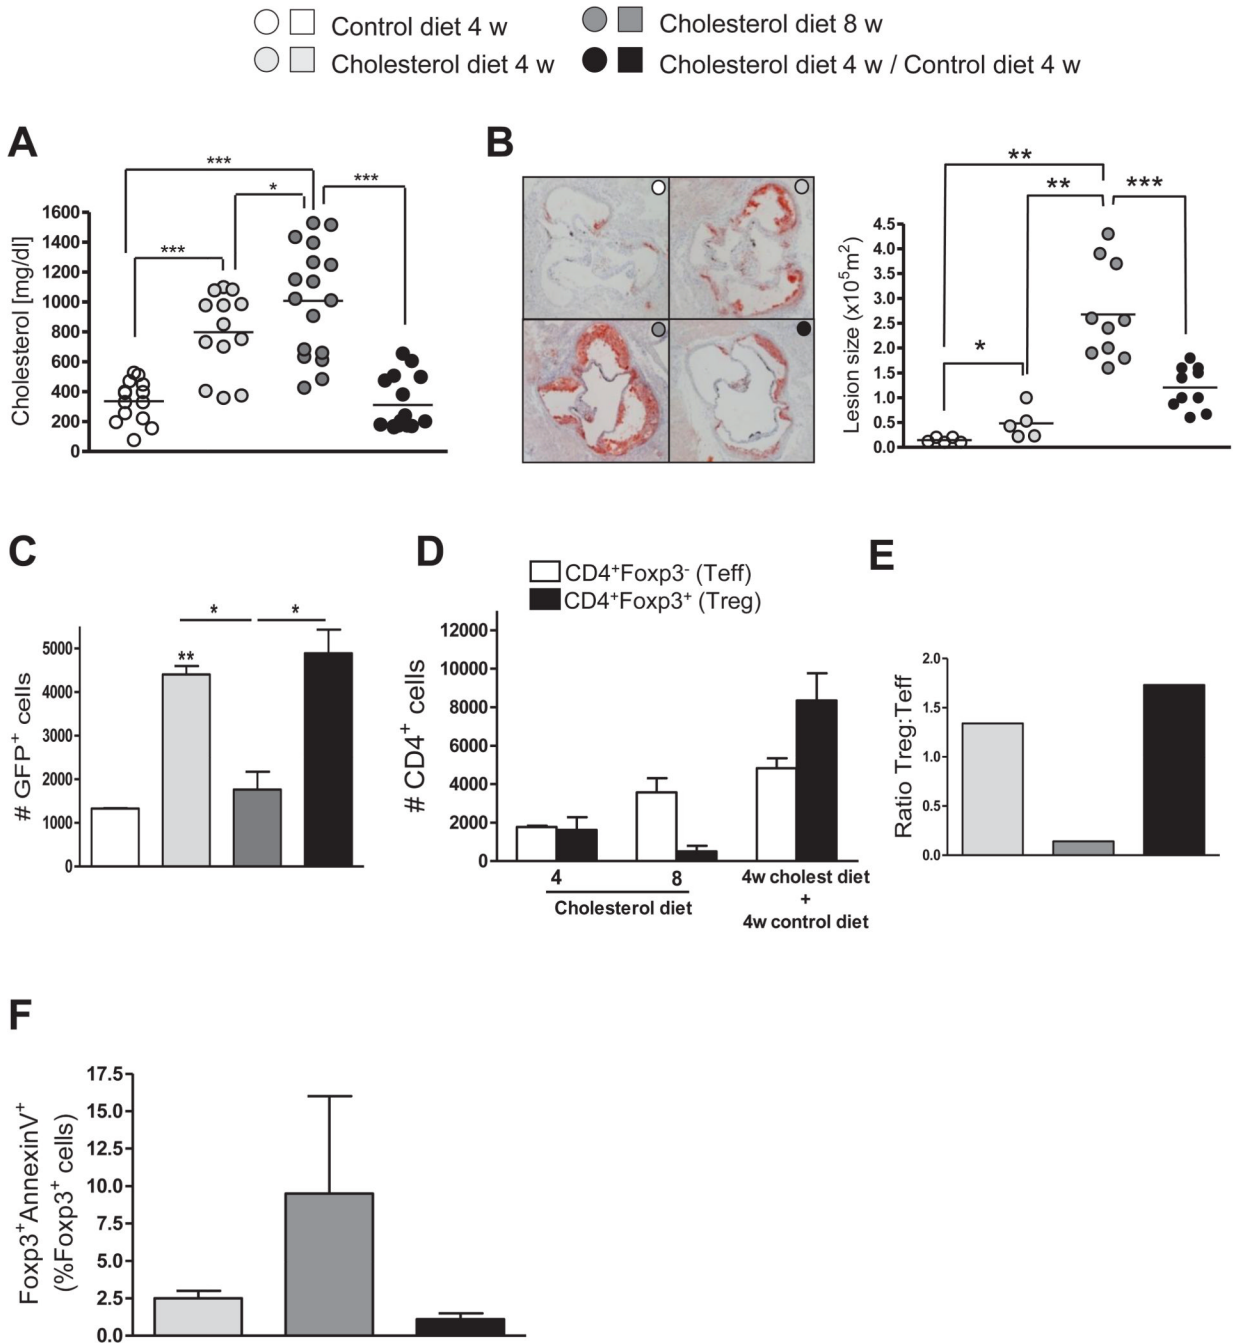 Control diet 4 w
Cholesterol diet 8 w
Cholesterol diet 4 w
Cholesterol diet 4 w / Control diet 4 w
A
***
*
***
***
Cholesterol [mg/dl]
1600
1400
1200
1000
800
600
400
200
0
B
**
**
***
*
Lesion size (x10⁵m²)
4.5
4.0
3.5
3.0
2.5
2.0
1.5
1.0
0.5
0.0
C
*
*
**
# GFP⁺ cells
5000
4000
3000
2000
1000
0
D
CD4⁺Foxp3⁻ (Teff)
CD4⁺Foxp3⁺ (Treg)
# CD4⁺ cells
12000
10000
8000
6000
4000
2000
0
4
8
Cholesterol diet
4w cholest diet
+
4w control diet
E
Ratio Treg:Teff
2.0
1.5
1.0
0.5
0.0
F
Foxp3⁺AnnexinV⁺
(%Foxp3⁺ cells)
17.5
15.0
12.5
10.0
7.5
5.0
2.5
0.0